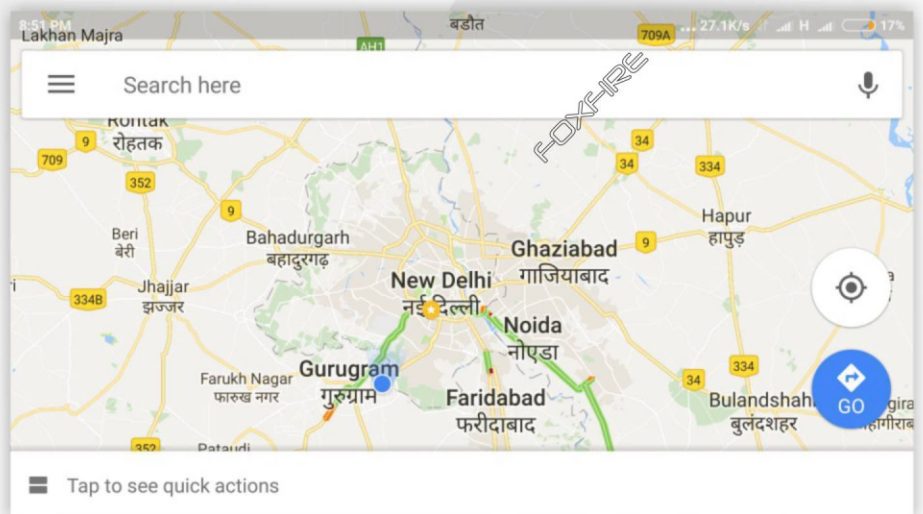 8:51 PM
बडौत
... 27.1K/s H 17%
Lakhan Majra
AH1
709A
Search here
FOXFIRE
Rohtak
रोहतक
9
709
352
34
34
334
9
Beri
बेरी
Bahadurgarh
बहादुरगढ़
Ghaziabad
गाजियाबाद
9
Hapur
हापुड़
New Delhi
नई दिल्ली
Jhajjar
झज्जर
334B
Noida
नोएडा
Gurugram
गुरुग्राम
Farukh Nagar
फारुख नगर
Faridabad
फरीदाबाद
34
334
Bulandshah
बुलंदशहर
GO
352
Pataudi
Tap to see quick actions